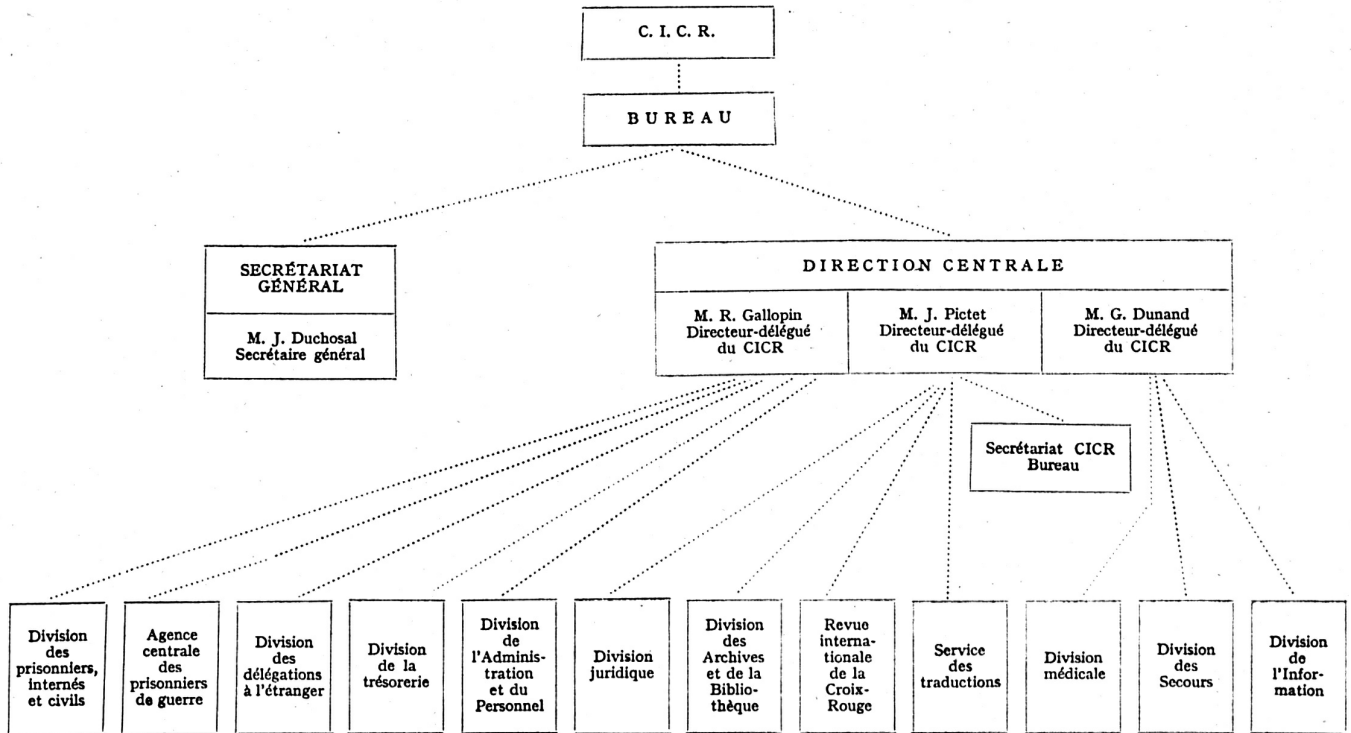 C. I. C. R.
BUREAU
SECRÉTARIAT
GÉNÉRAL
M. J. Duchosal
Secrétaire général
DIRECTION CENTRALE
M. R. Gallopin
Directeur-délégué
du CICR
M. J. Pictet
Directeur-délégué
du CICR
M. G. Dunand
Directeur-délégué
du CICR
Secrétariat CICR
Bureau
Division
des
prisonniers,
internés
et civils
Agence
centrale
des
prisonniers
de guerre
Division
des
délégations
à l'étranger
Division
de la
trésorerie
Division
de
l'Adminis-
tration
et du
Personnel
Division
juridique
Division
des
Archives
et de la
Biblio-
thèque
Revue
interna-
tionale
de la
Croix-
Rouge
Service
des
traductions
Division
médicale
Division
des
Secours
Division
de
l'Infor-
mation